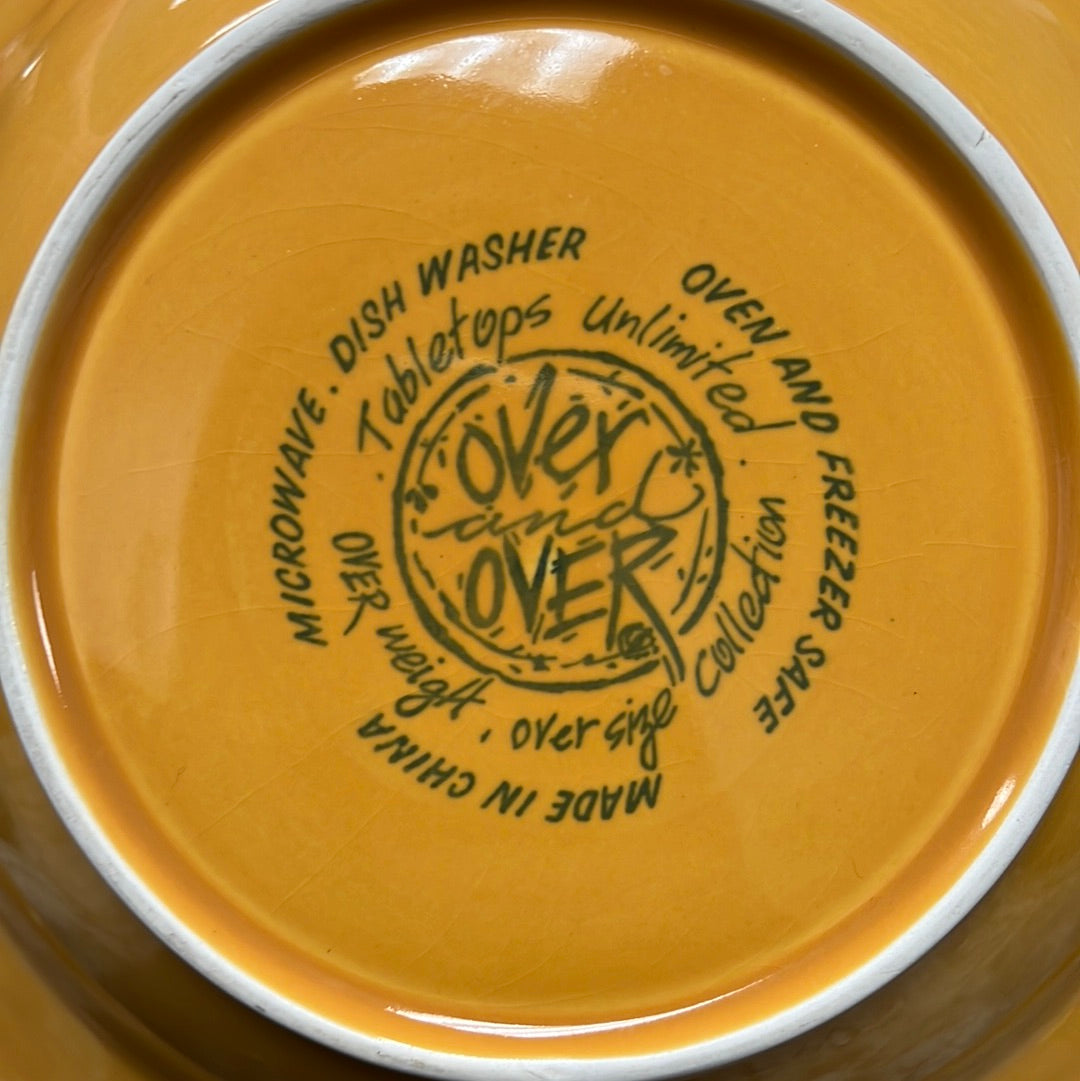 MICROWAVE. DISH WASHER
OVEN AND FREEZER SAFE
MADE IN CHINA
Tabletops Unlimited.
OVER weight. over size
collection
over
and
OVER